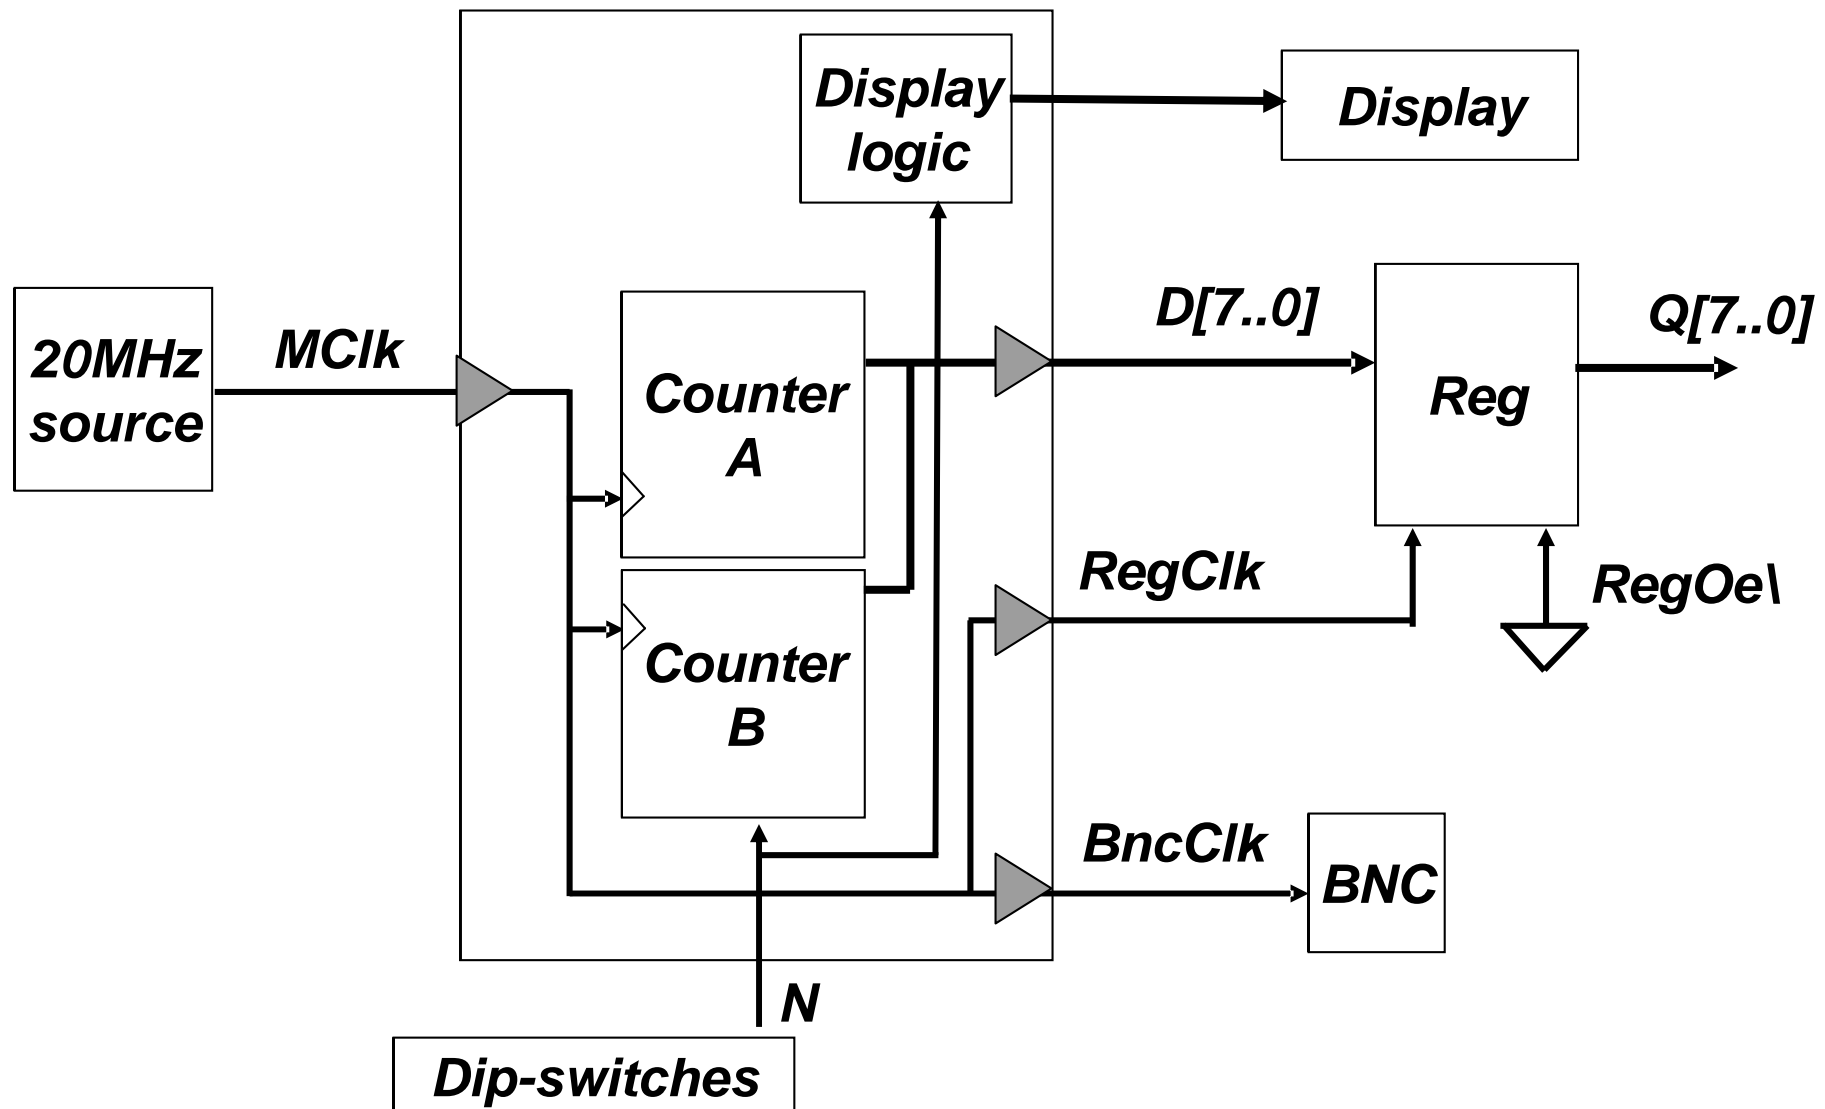 Display
logic
Display
20MHz
source
MClk
Counter
A
D[7..0]
Reg
Q[7..0]
Counter
B
RegClk
RegOe\
BncClk
BNC
N
Dip-switches